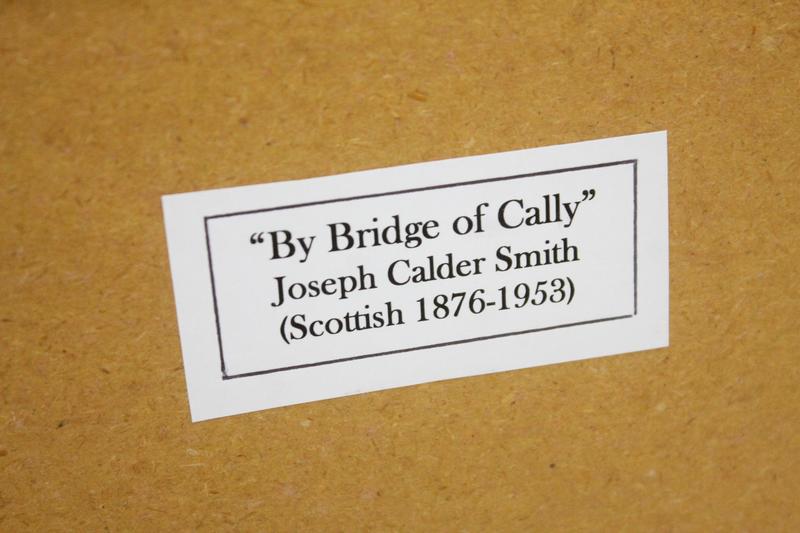 “By Bridge of Cally”
Joseph Calder Smith
(Scottish 1876-1953)